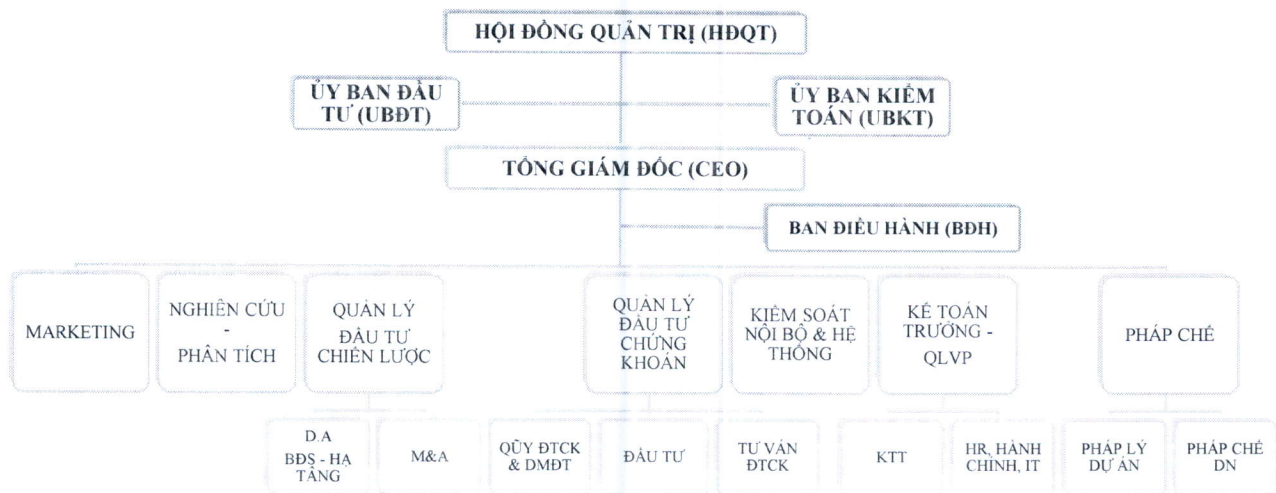 HỘI ĐỒNG QUẢN TRỊ (HĐQT)
ỦY BAN ĐẦU
TƯ (UBĐT)
ỦY BAN KIỂM
TOÁN (UBKT)
TỔNG GIÁM ĐỐC (CEO)
BAN ĐIỀU HÀNH (BĐH)
MARKETING
NGHIÊN CỨU
-
PHÂN TÍCH
QUẢN LÝ
ĐẦU TƯ
CHIẾN LƯỢC
QUẢN LÝ
ĐẦU TƯ
CHỨNG
KHOÁN
KIỂM SOÁT
NỘI BỘ & HỆ
THỐNG
KẾ TOÁN
TRƯỞNG -
QLVP
PHÁP CHẾ
D.A
BĐS - HẠ
TẦNG
M&A
QŨY ĐTCK
& DMĐT
ĐẦU TƯ
TƯ VẤN
ĐTCK
KTT
HR, HÀNH
CHÍNH, IT
PHÁP LÝ
DỰ ÁN
PHÁP CHẾ
DN